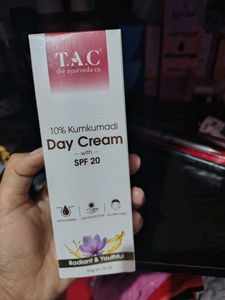 T.A.C
the ayurveda co.
10% Kumkumadi
Day Cream
with
SPF 20
Radiant & Youthful